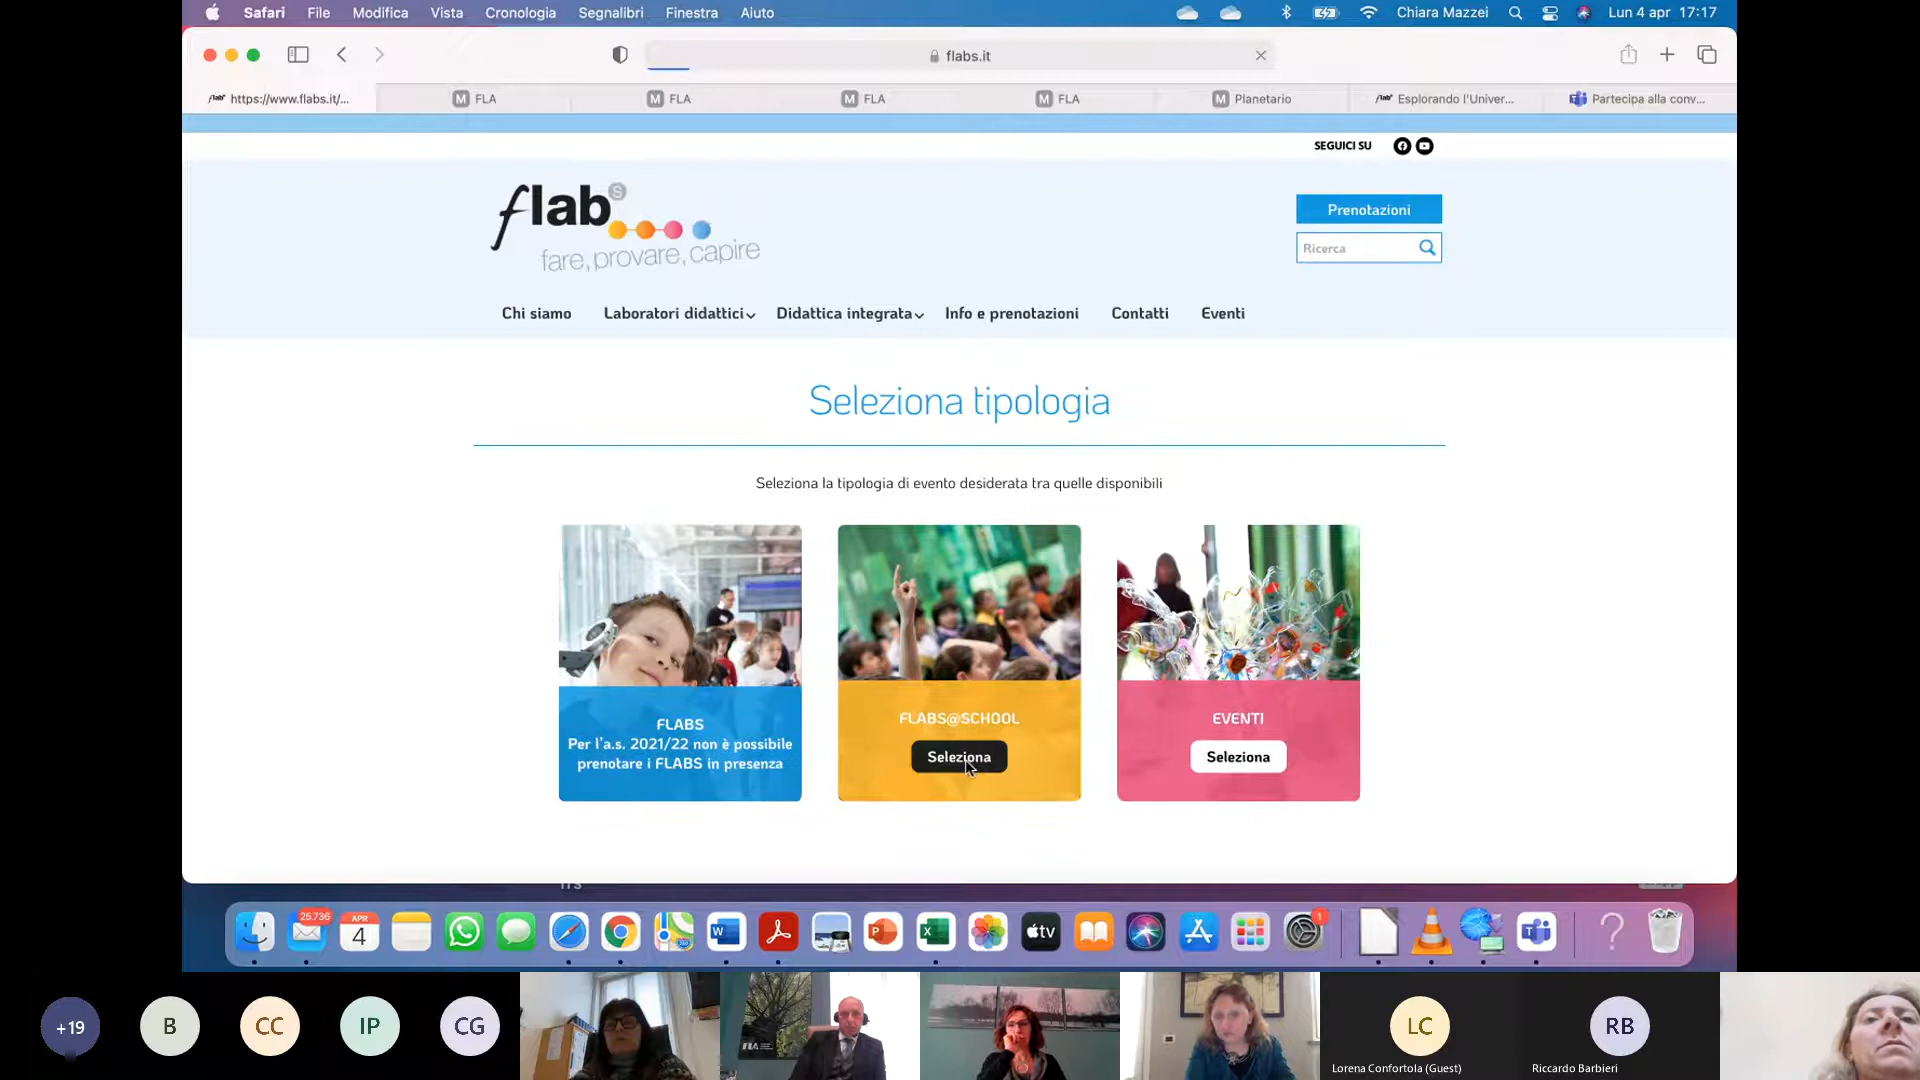 Safari File Modifica Vista Cronologia Segnalibri Finestra Aiuto
Chiara Mazzei Lun 4 apr 17:17
flabs.it
https://www.flabs.it/...
M FLA
M FLA
M FLA
M FLA
M Planetario
flabs Esplorando l'Univer...
Partecipa alla conv...
SEGUICI SU
flab S
fare, provare, capire
Prenotazioni
Ricerca
Chi siamo Laboratori didattici Didattica integrata Info e prenotazioni Contatti Eventi
Seleziona tipologia
Seleziona la tipologia di evento desiderata tra quelle disponibili
FLABS
Per l'a.s. 2021/22 non è possibile
prenotare i FLABS in presenza
FLABS@SCHOOL
Seleziona
EVENTI
Seleziona
25.736
APR
4
W
P
X
tv
1
T
?
+19
B
CC
IP
CG
FLA
LC
Lorena Confortola (Guest)
RB
Riccardo Barbieri